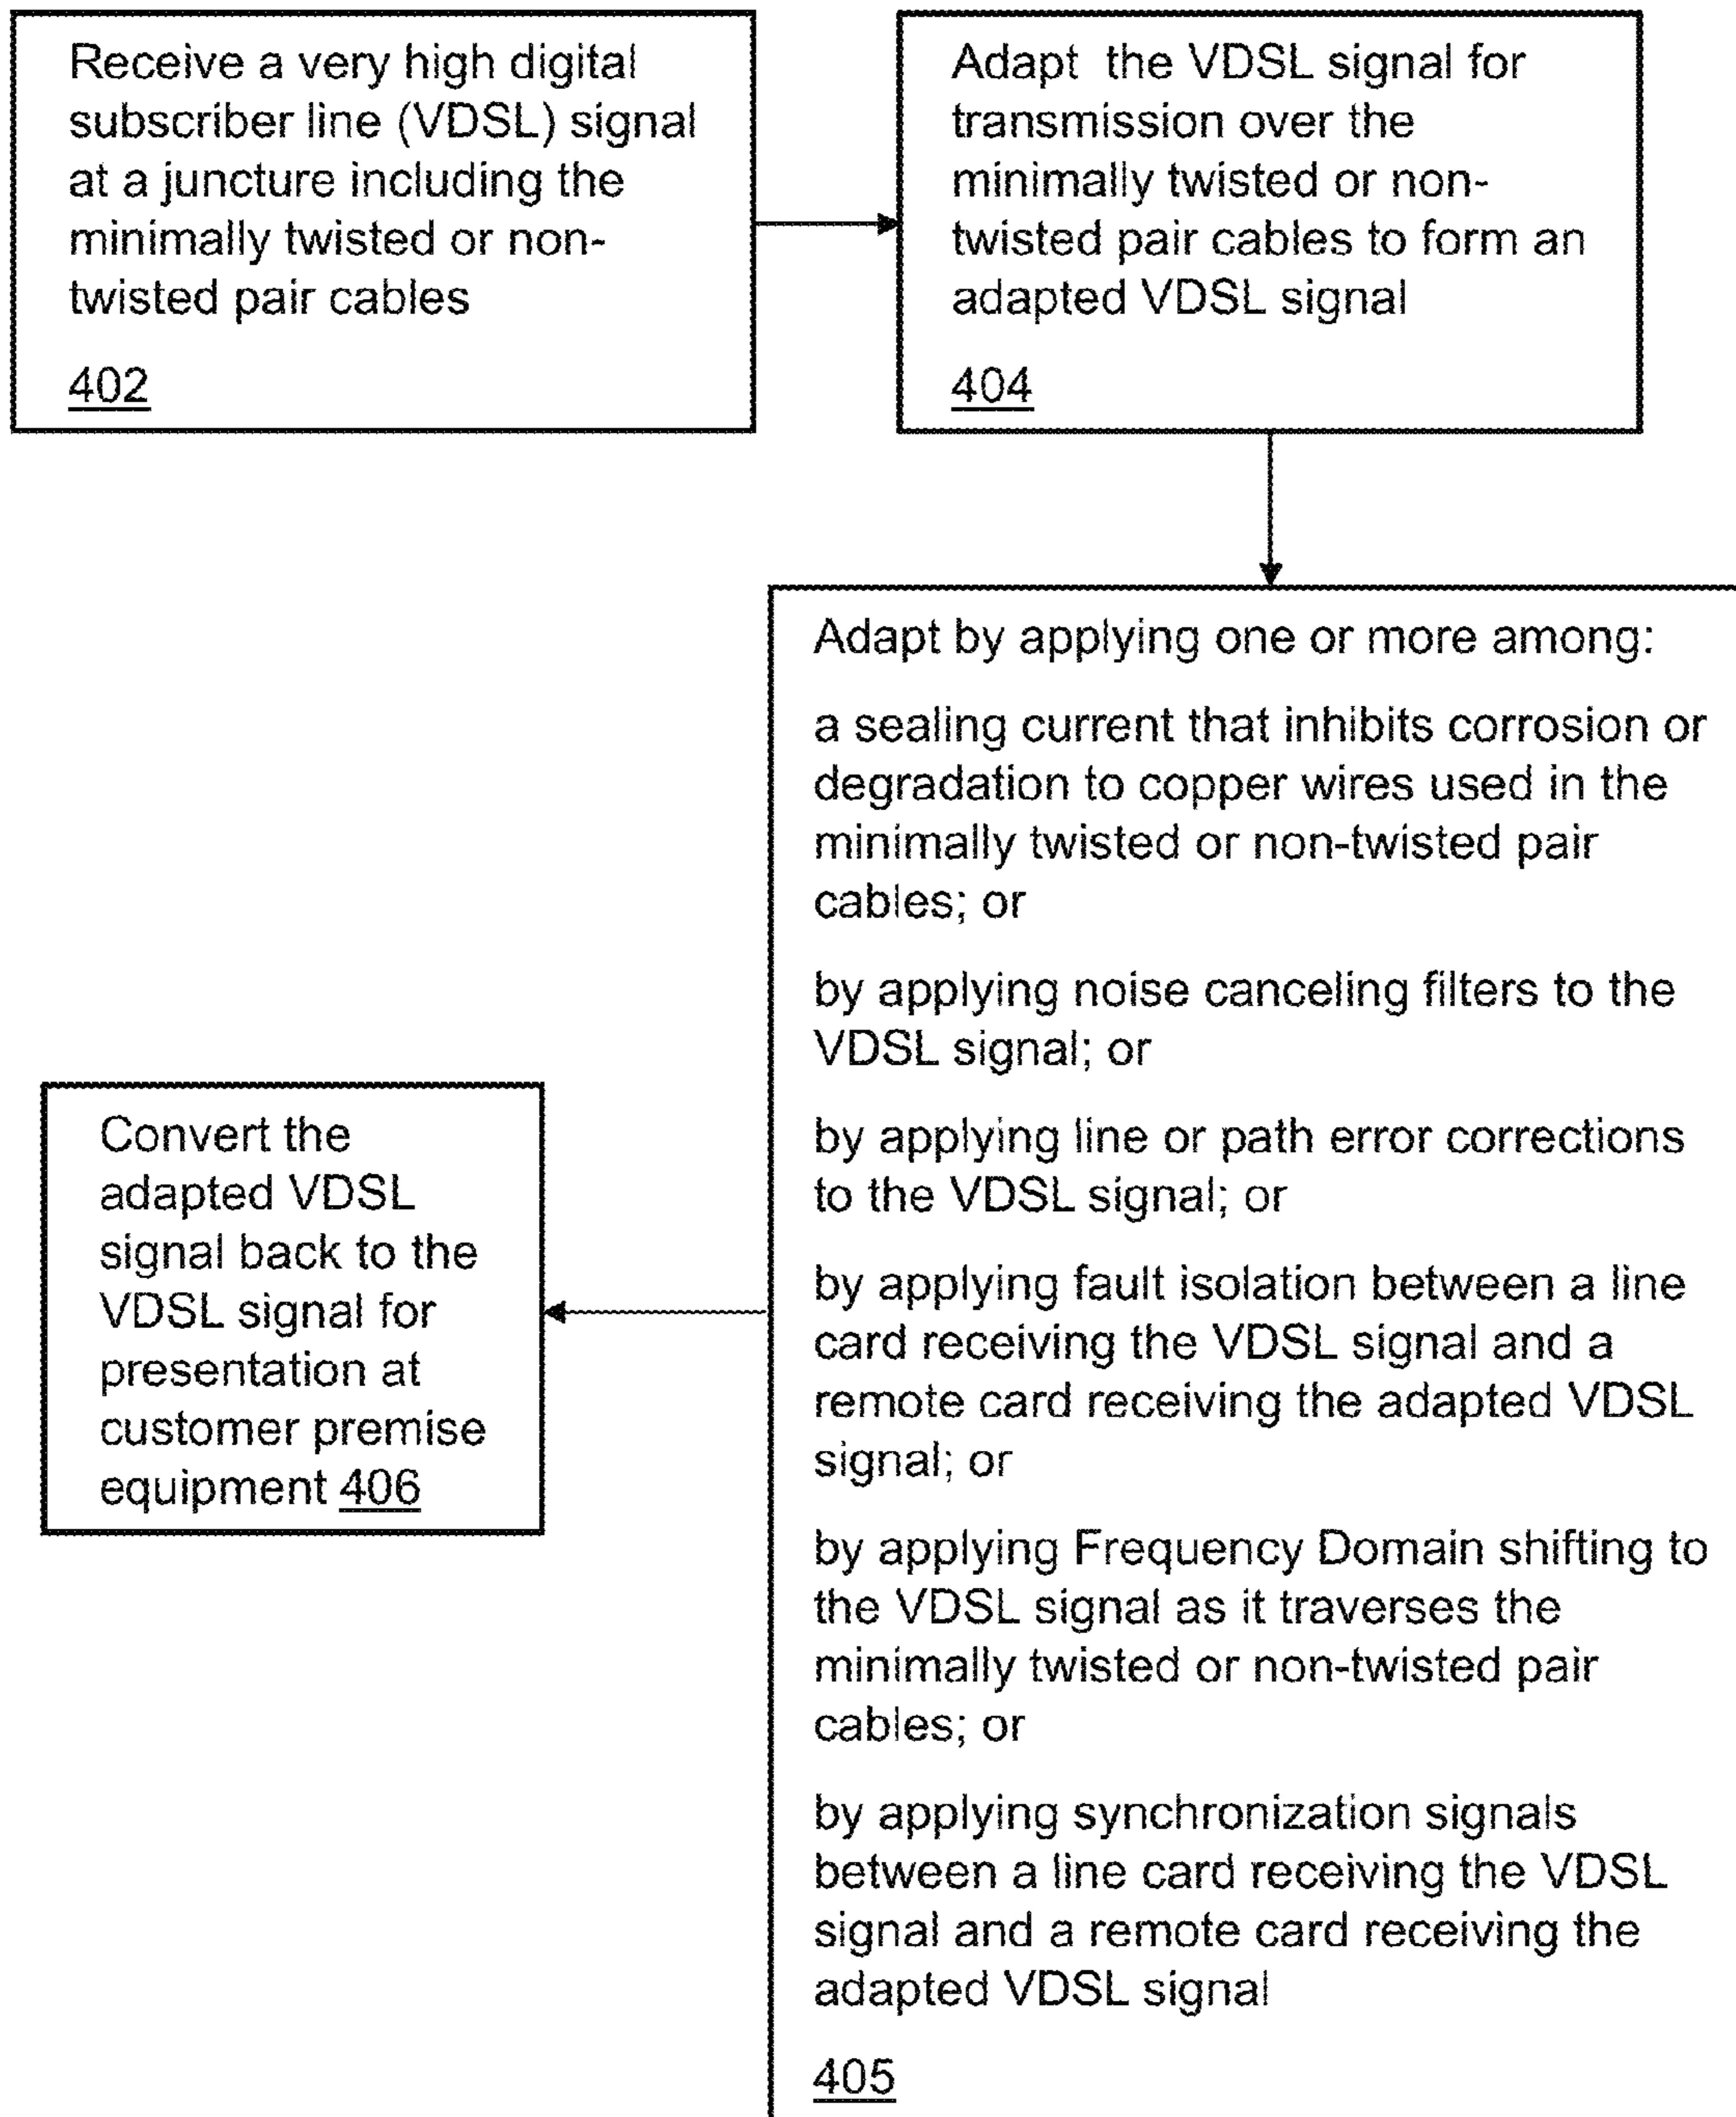 Receive a very high digital
subscriber line (VDSL) signal
at a juncture including the
minimally twisted or non-
twisted pair cables
402
Adapt the VDSL signal for
transmission over the
minimally twisted or non-
twisted pair cables to form an
adapted VDSL signal
404
Adapt by applying one or more among:
a sealing current that inhibits corrosion or
degradation to copper wires used in the
minimally twisted or non-twisted pair
cables; or
by applying noise canceling filters to the
VDSL signal; or
by applying line or path error corrections
to the VDSL signal; or
by applying fault isolation between a line
card receiving the VDSL signal and a
remote card receiving the adapted VDSL
signal; or
by applying Frequency Domain shifting to
the VDSL signal as it traverses the
minimally twisted or non-twisted pair
cables; or
by applying synchronization signals
between a line card receiving the VDSL
signal and a remote card receiving the
adapted VDSL signal
405
Convert the
adapted VDSL
signal back to the
VDSL signal for
presentation at
customer premise
equipment 406